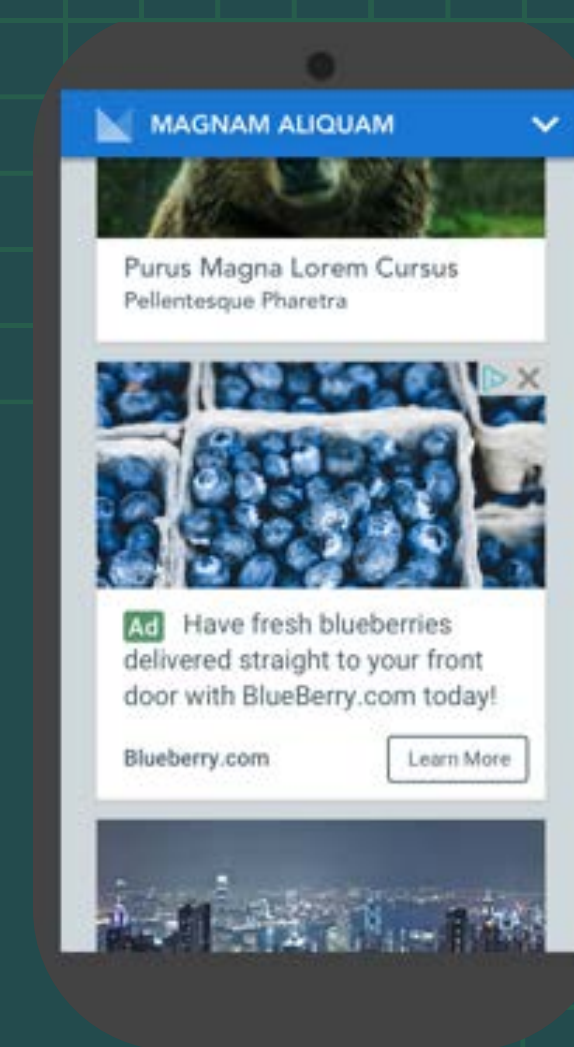 MAGNAM ALIQUAM
Purus Magna Lorem Cursus
Pellentesque Pharetra
Ad Have fresh blueberries
delivered straight to your front
door with BlueBerry.com today!
Blueberry.com
Learn More